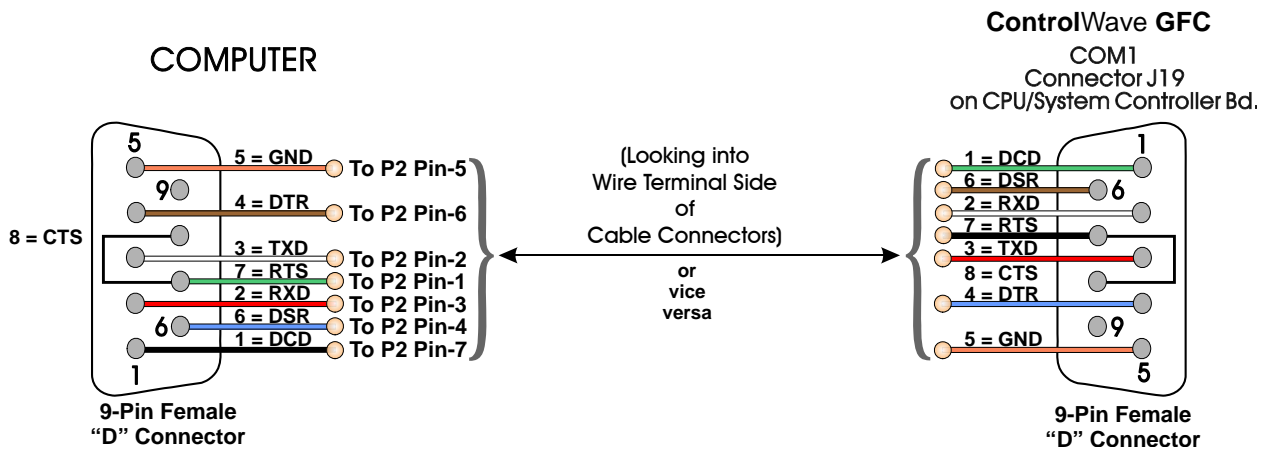 COMPUTER
5
5 = GND
To P2 Pin-5
9
4 = DTR
To P2 Pin-6
8 = CTS
3 = TXD
To P2 Pin-2
7 = RTS
To P2 Pin-1
2 = RXD
To P2 Pin-3
6
6 = DSR
To P2 Pin-4
1 = DCD
To P2 Pin-7
1
9-Pin Female
“D” Connector
(Looking into
Wire Terminal Side
of
Cable Connectors)
or
vice
versa
ControlWave GFC
COM1
Connector J19
on CPU/System Controller Bd.
1
1 = DCD
6 = DSR
6
2 = RXD
7 = RTS
3 = TXD
8 = CTS
4 = DTR
9
5 = GND
5
9-Pin Female
“D” Connector